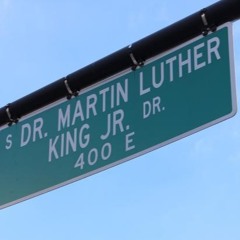 S DR. MARTIN LUTHER
KING JR. DR.
400 E